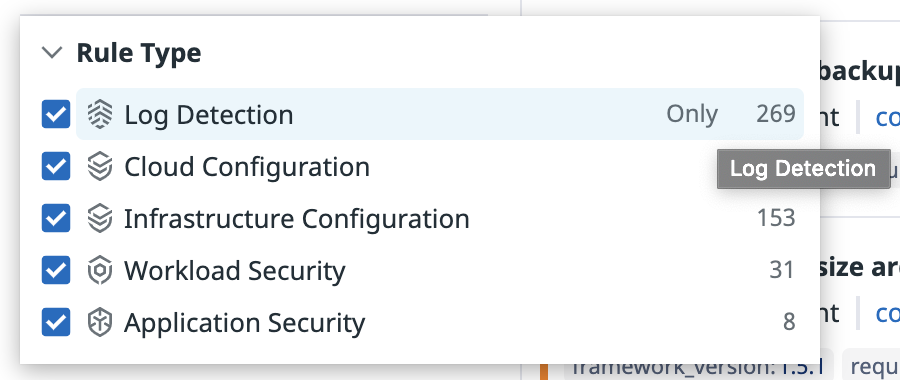 Rule Type
backup
Log Detection Only 269
nt co
Cloud Configuration
Log Detection
Infrastructure Configuration 153
Workload Security 31
size
Application Security 8
nt co
framework_version:1.5.1 requ